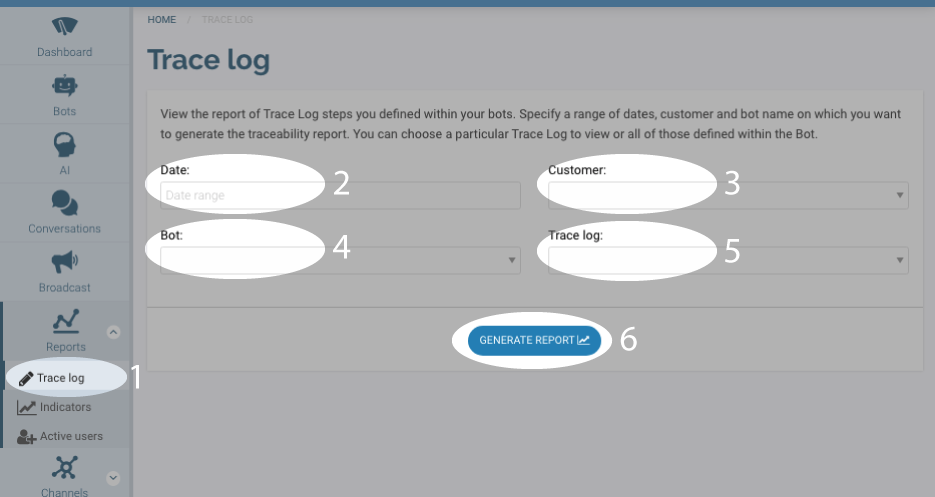 HOME / TRACE LOG
Dashboard
Bots
AI
Conversations
Broadcast
Reports
Trace log 1
Indicators
Active users
Channels
Trace log
View the report of Trace Log steps you defined within your bots. Specify a range of dates, customer and bot name on which you want
to generate the traceability report. You can choose a particular Trace Log to view or all of those defined within the Bot.
Date:
Date range
2
Customer:
3
Bot:
4
Trace log:
5
GENERATE REPORT
6